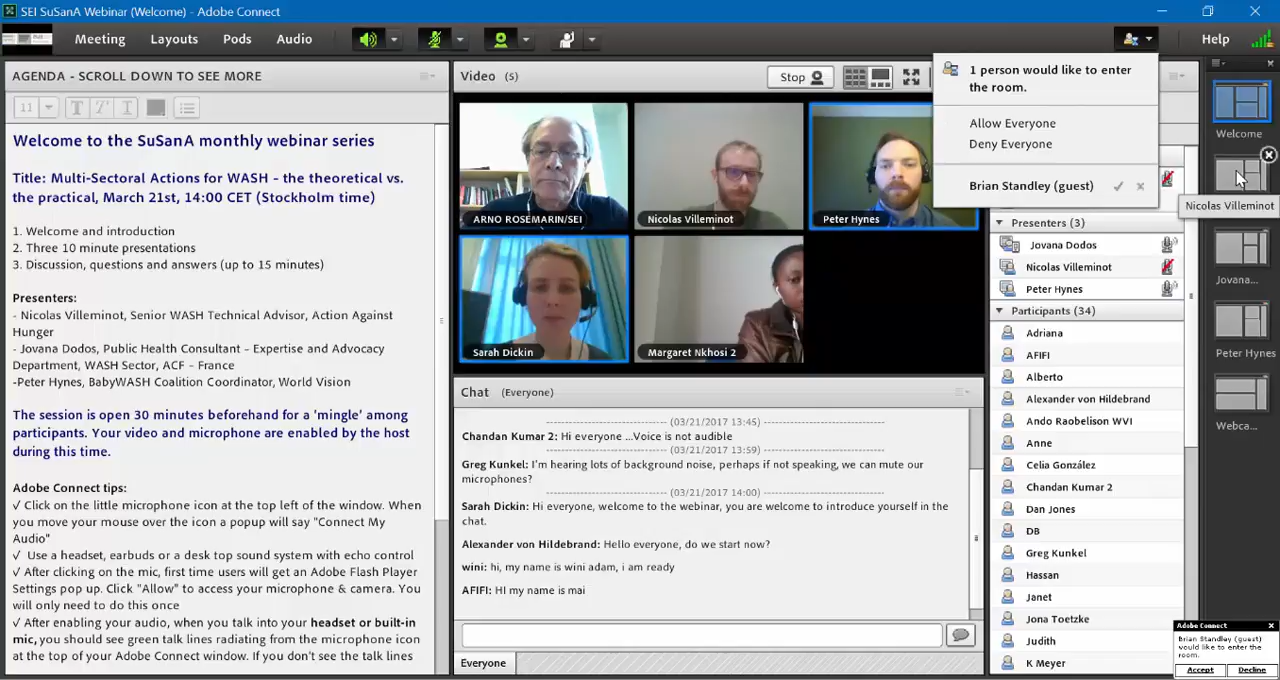 SEI SuSanA Webinar (Welcome) - Adobe Connect
Meeting
Layouts
Pods
Audio
Help
AGENDA - SCROLL DOWN TO SEE MORE
11
Welcome to the SuSanA monthly webinar series
Title: Multi-Sectoral Actions for WASH - the theoretical vs.
the practical, March 21st, 14:00 CET (Stockholm time)
1. Welcome and introduction
2. Three 10 minute presentations
3. Discussion, questions and answers (up to 15 minutes)
Presenters:
- Nicolas Villeminot, Senior WASH Technical Advisor, Action Against
Hunger
- Jovana Dodos, Public Health Consultant – Expertise and Advocacy
Department, WASH Sector, ACF – France
-Peter Hynes, BabyWASH Coalition Coordinator, World Vision
The session is open 30 minutes beforehand for a 'mingle' among
participants. Your video and microphone are enabled by the host
during this time.
Adobe Connect tips:
√ Click on the little microphone icon at the top left of the window. When
you move your mouse over the icon a popup will say "Connect My
Audio"
√ Use a headset, earbuds or a desk top sound system with echo control
√ After clicking on the mic, first time users will get an Adobe Flash Player
Settings pop up. Click "Allow" to access your microphone & camera. You
will only need to do this once
√ After enabling your audio, when you talk into your headset or built-in
mic, you should see green talk lines radiating from the microphone icon
at the top of your Adobe Connect window. If you don't see the talk lines
Video (5)
Stop
ARNO ROSEMARIN/SEI
Nicolas Villeminot
Peter Hynes
Sarah Dickin
Margaret Nkhosi 2
Chat (Everyone)
(03/21/2017 13:45)
Chandan Kumar 2: Hi everyone ...Voice is not audible
(03/21/2017 13:59)
Greg Kunkel: I'm hearing lots of background noise, perhaps if not speaking, we can mute our
microphones?
(03/21/2017 14:00)
Sarah Dickin: Hi everyone, welcome to the webinar, you are welcome to introduce yourself in the
chat.
Alexander von Hildebrand: Hello everyone, do we start now?
wini: hi, my name is wini adam, i am ready
AFIFI: HI my name is mai
Everyone
1 person would like to enter
the room.
Allow Everyone
Deny Everyone
Brian Standley (guest)
Presenters (3)
Jovana Dodos
Nicolas Villeminot
Peter Hynes
Participants (34)
Adriana
AFIFI
Alberto
Alexander von Hildebrand
Ando Raobelison WVI
Anne
Celia González
Chandan Kumar 2
Dan Jones
DB
Greg Kunkel
Hassan
Janet
Jona Toetzke
Judith
K Meyer
Welcome
Nicolas Villeminot
Jovana...
Peter Hynes
Webca...
Adobe Connect
Brian Standley (guest)
would like to enter the
room.
Accept
Decline